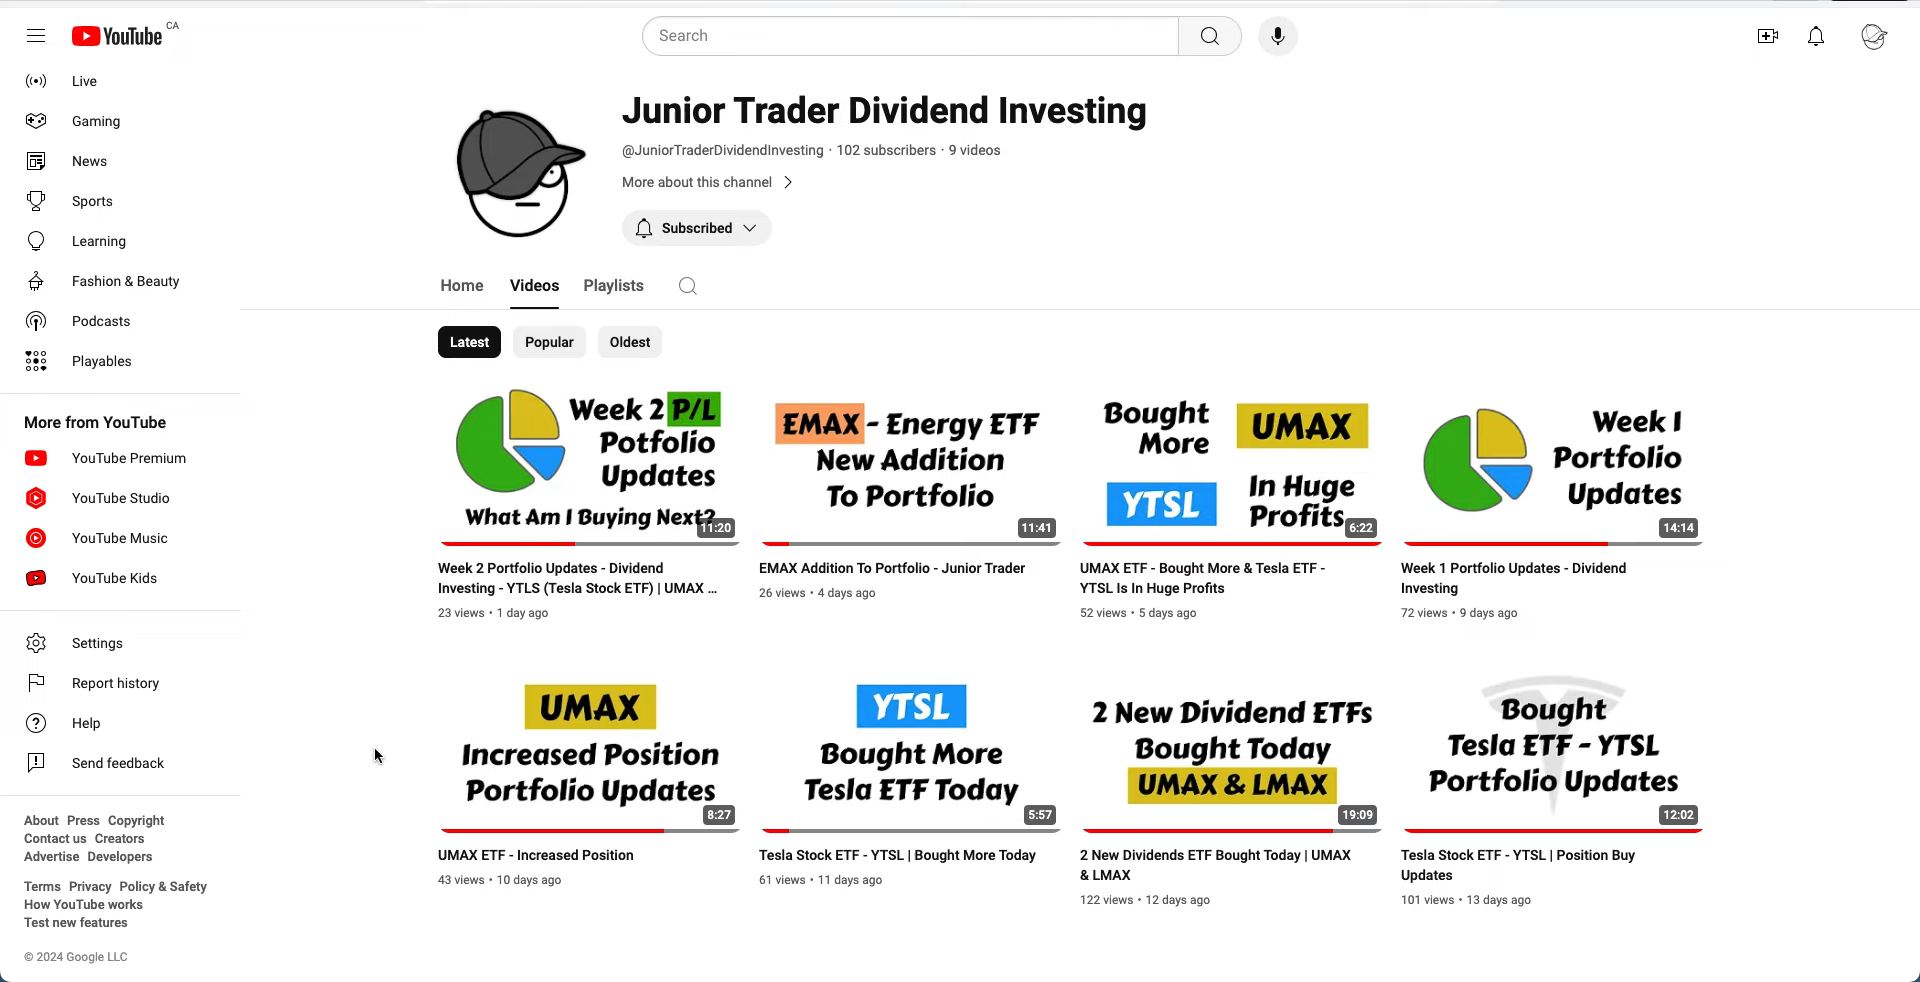 YouTube CA
Search
Live
Gaming
News
Sports
Learning
Fashion & Beauty
Podcasts
Playables
More from YouTube
YouTube Premium
YouTube Studio
YouTube Music
YouTube Kids
Settings
Report history
Help
Send feedback
About Press Copyright
Contact us Creators
Advertise Developers
Terms Privacy Policy & Safety
How YouTube works
Test new features
© 2024 Google LLC
Junior Trader Dividend Investing
@JuniorTraderDividendInvesting · 102 subscribers · 9 videos
More about this channel
Subscribed
Home Videos Playlists
Latest Popular Oldest
Week 2 P/L
Potfolio
Updates
What Am I Buying Next?
11:20
Week 2 Portfolio Updates - Dividend
Investing - YTLS (Tesla Stock ETF) | UMAX ...
23 views • 1 day ago
EMAX - Energy ETF
New Addition
To Portfolio
11:41
EMAX Addition To Portfolio - Junior Trader
26 views • 4 days ago
Bought
More
UMAX
YTSL
In Huge
Profits
6:22
UMAX ETF - Bought More & Tesla ETF -
YTSL Is In Huge Profits
52 views • 5 days ago
Week 1
Portfolio
Updates
14:14
Week 1 Portfolio Updates - Dividend
Investing
72 views • 9 days ago
UMAX
Increased Position
Portfolio Updates
8:27
UMAX ETF - Increased Position
43 views • 10 days ago
YTSL
Bought More
Tesla ETF Today
5:57
Tesla Stock ETF - YTSL | Bought More Today
61 views • 11 days ago
2 New Dividend ETFs
Bought Today
UMAX & LMAX
19:09
2 New Dividends ETF Bought Today | UMAX
& LMAX
122 views • 12 days ago
Bought
Tesla ETF - YTSL
Portfolio Updates
12:02
Tesla Stock ETF - YTSL | Position Buy
Updates
101 views • 13 days ago